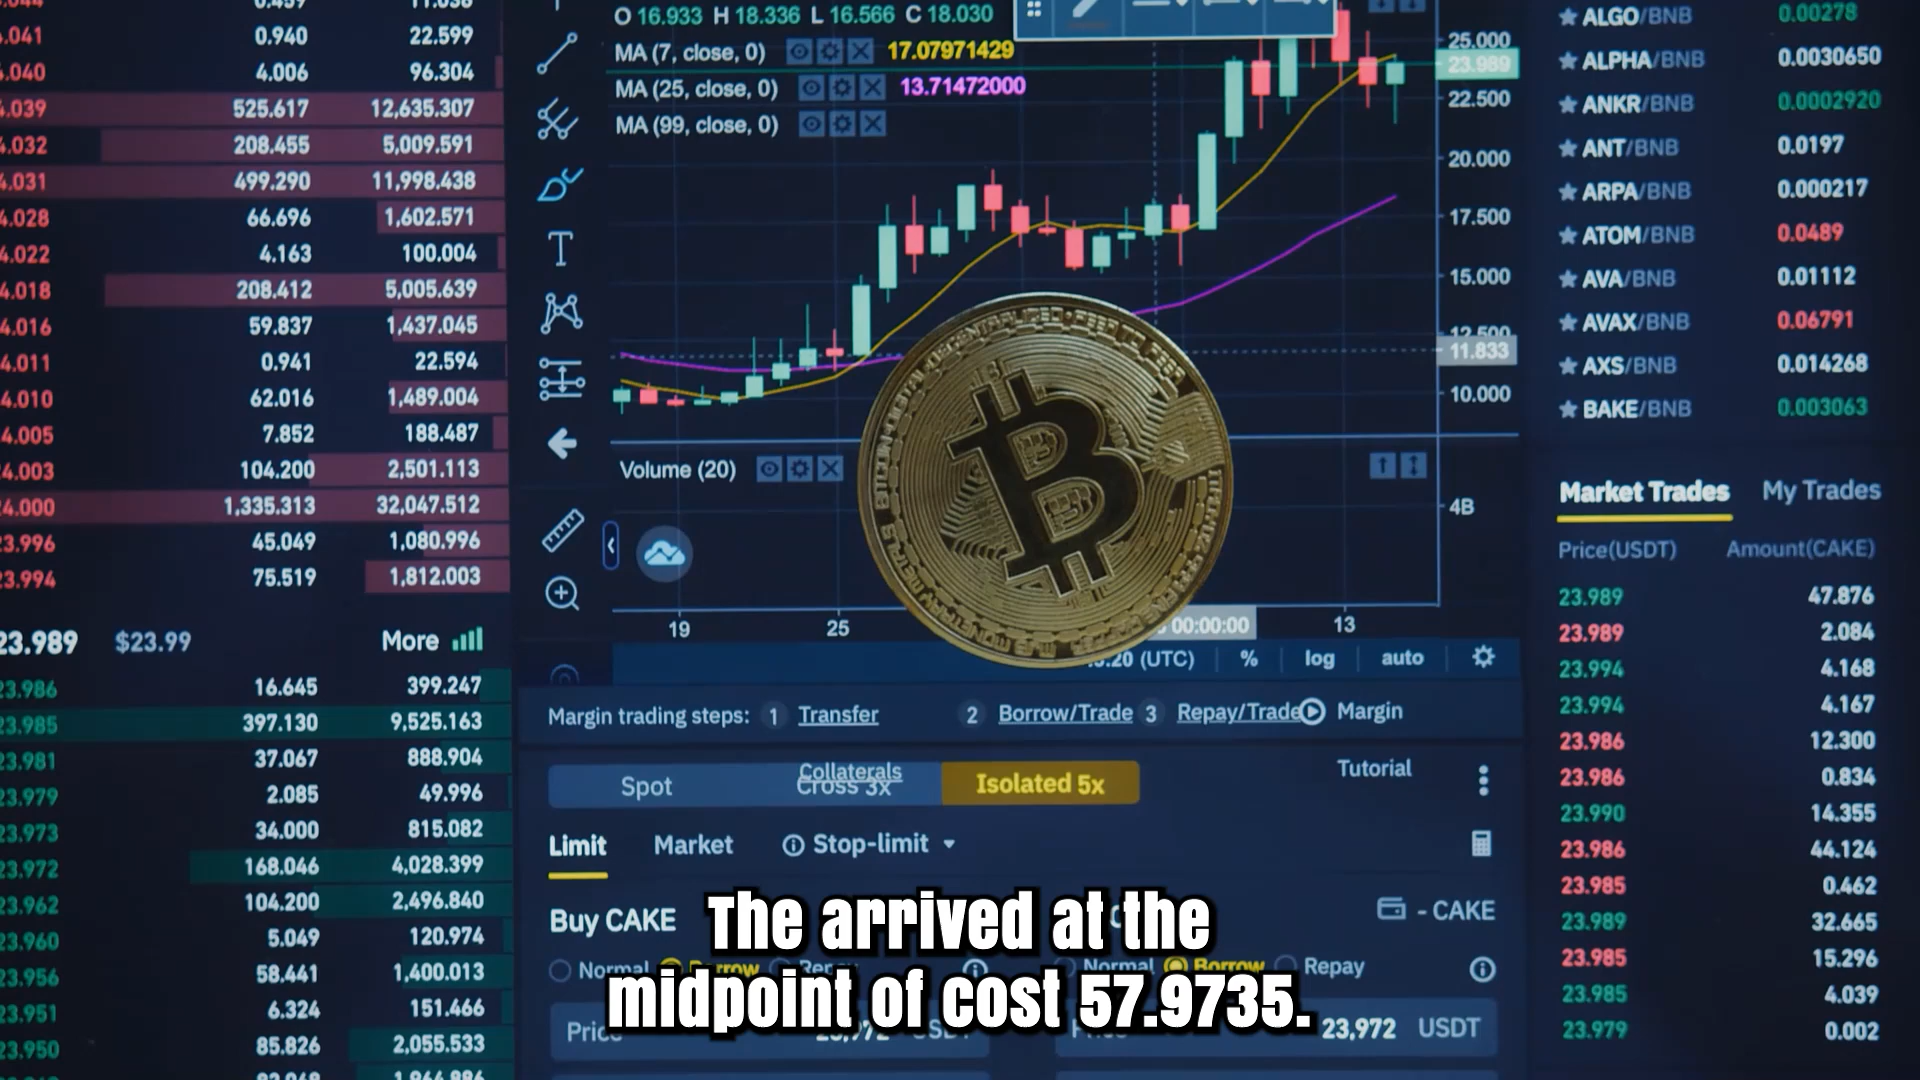 0.940 22.599
4.006 96.304
4.039 525.617 12,635.307
4.032 208.455 5,009.591
4.031 499.290 11,998.438
4.028 66.696 1,602.571
4.022 4.163 100.004
4.018 208.412 5,005.639
4.016 59.837 1,437.045
4.011 0.941 22.594
4.010 62.016 1,489.004
4.005 7.852 188.487
4.003 104.200 2,501.113
4.000 1,335.313 32,047.512
3.996 45.049 1,080.996
3.994 75.519 1,812.003
23.989 $23.99 More
23.986 16.645 399.247
23.985 397.130 9,525.163
23.981 37.067 888.904
23.979 2.085 49.996
23.973 34.000 815.082
23.972 168.046 4,028.399
23.962 104.200 2,496.840
23.960 5.049 120.974
23.956 58.441 1,400.013
23.951 6.324 151.466
23.950 85.826 2,055.533
O 16.933 H 18.336 L 16.566 C 18.030
MA (7, close, 0) 17.07971429
MA (25, close, 0) 13.71472000
MA (99, close, 0)
25.000
23.989
22.500
20.000
17.500
15.000
12.500
11.833
10.000
Volume (20)
4B
19 25 00:00:00 13
(UTC) % log auto
Margin trading steps: 1 Transfer 2 Borrow/Trade 3 Repay/Trade Margin
Tutorial
Collaterals
Spot Cross 3x Isolated 5x
Limit Market Stop-limit
Buy CAKE - CAKE
Normal Borrow Repay Normal Borrow Repay
Price 23,972 USDT
The arrived at the
midpoint of cost 57.9735.
ALGO/BNB 0.00278
ALPHA/BNB 0.0030650
ANKR/BNB 0.0002920
ANT/BNB 0.0197
ARPA/BNB 0.000217
ATOM/BNB 0.0489
AVA/BNB 0.01112
AVAX/BNB 0.06791
AXS/BNB 0.014268
BAKE/BNB 0.003063
Market Trades My Trades
Price(USDT) Amount(CAKE)
23.989 47.876
23.989 2.084
23.994 4.168
23.994 4.167
23.986 12.300
23.986 0.834
23.990 14.355
23.986 44.124
23.985 0.462
23.989 32.665
23.985 15.296
23.985 4.039
23.979 0.002